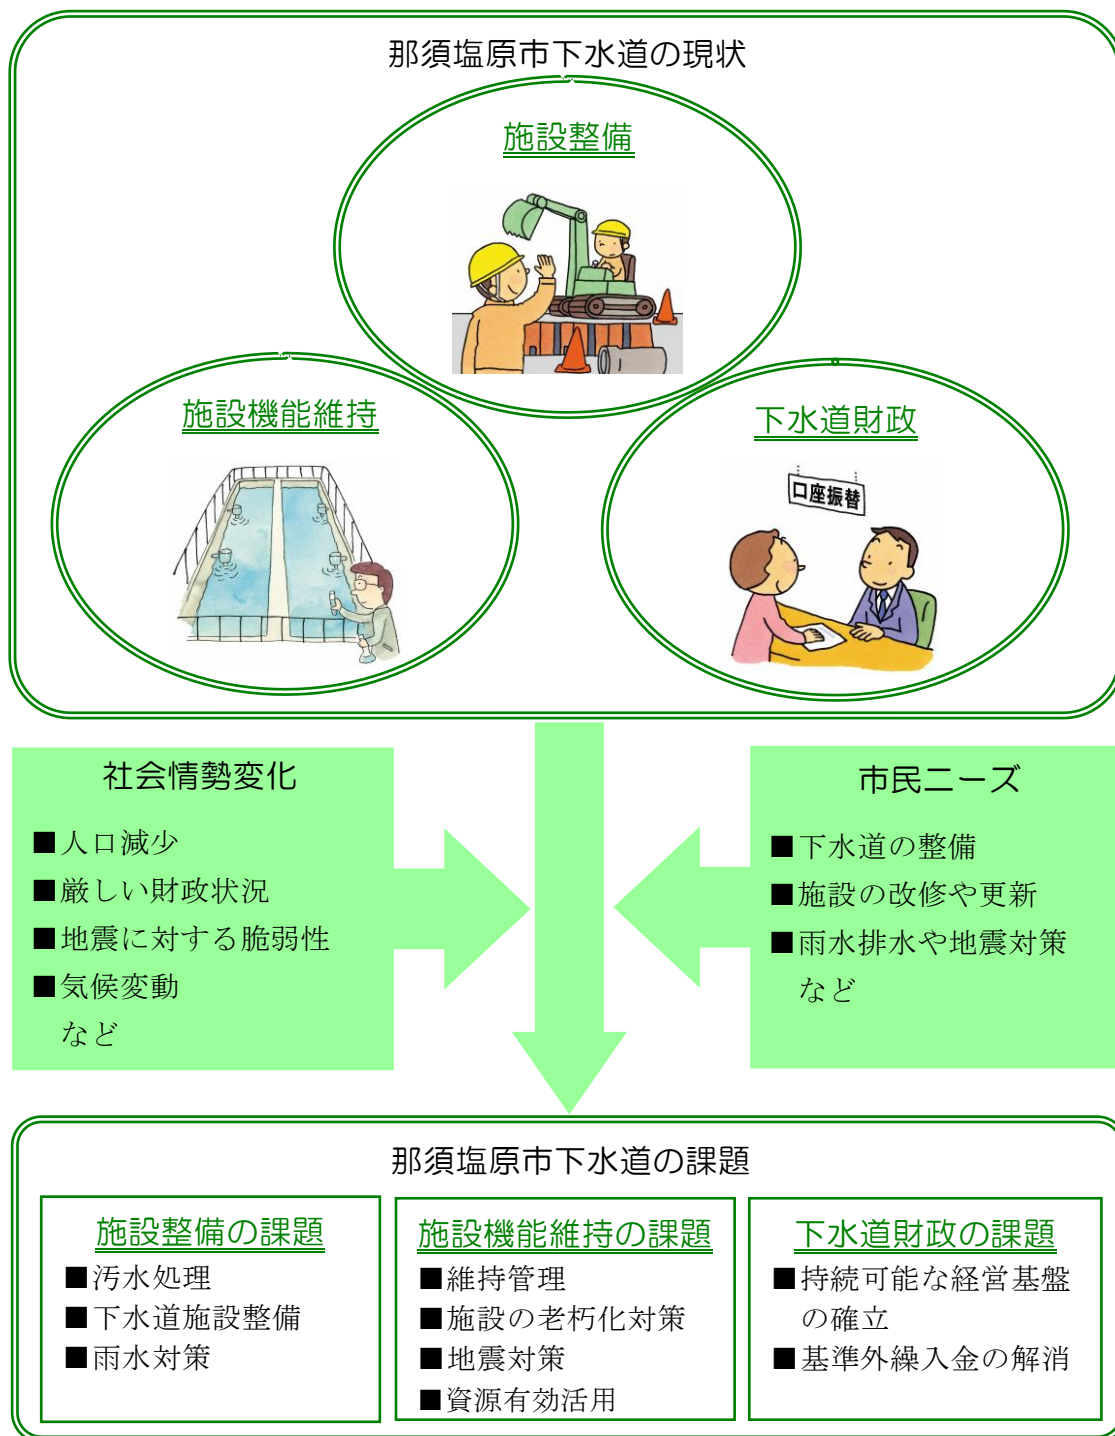 那須塩原市下水道の現状
施設整備
施設機能維持
下水道財政
口座振替
社会情勢変化
■人口減少
■厳しい財政状況
■地震に対する脆弱性
■気候変動
など
市民ニーズ
■下水道の整備
■施設の改修や更新
■雨水排水や地震対策
など
那須塩原市下水道の課題
施設整備の課題
■汚水処理
■下水道施設整備
■雨水対策
施設機能維持の課題
■維持管理
■施設の老朽化対策
■地震対策
■資源有効活用
下水道財政の課題
■持続可能な経営基盤
の確立
■基準外繰入金の解消